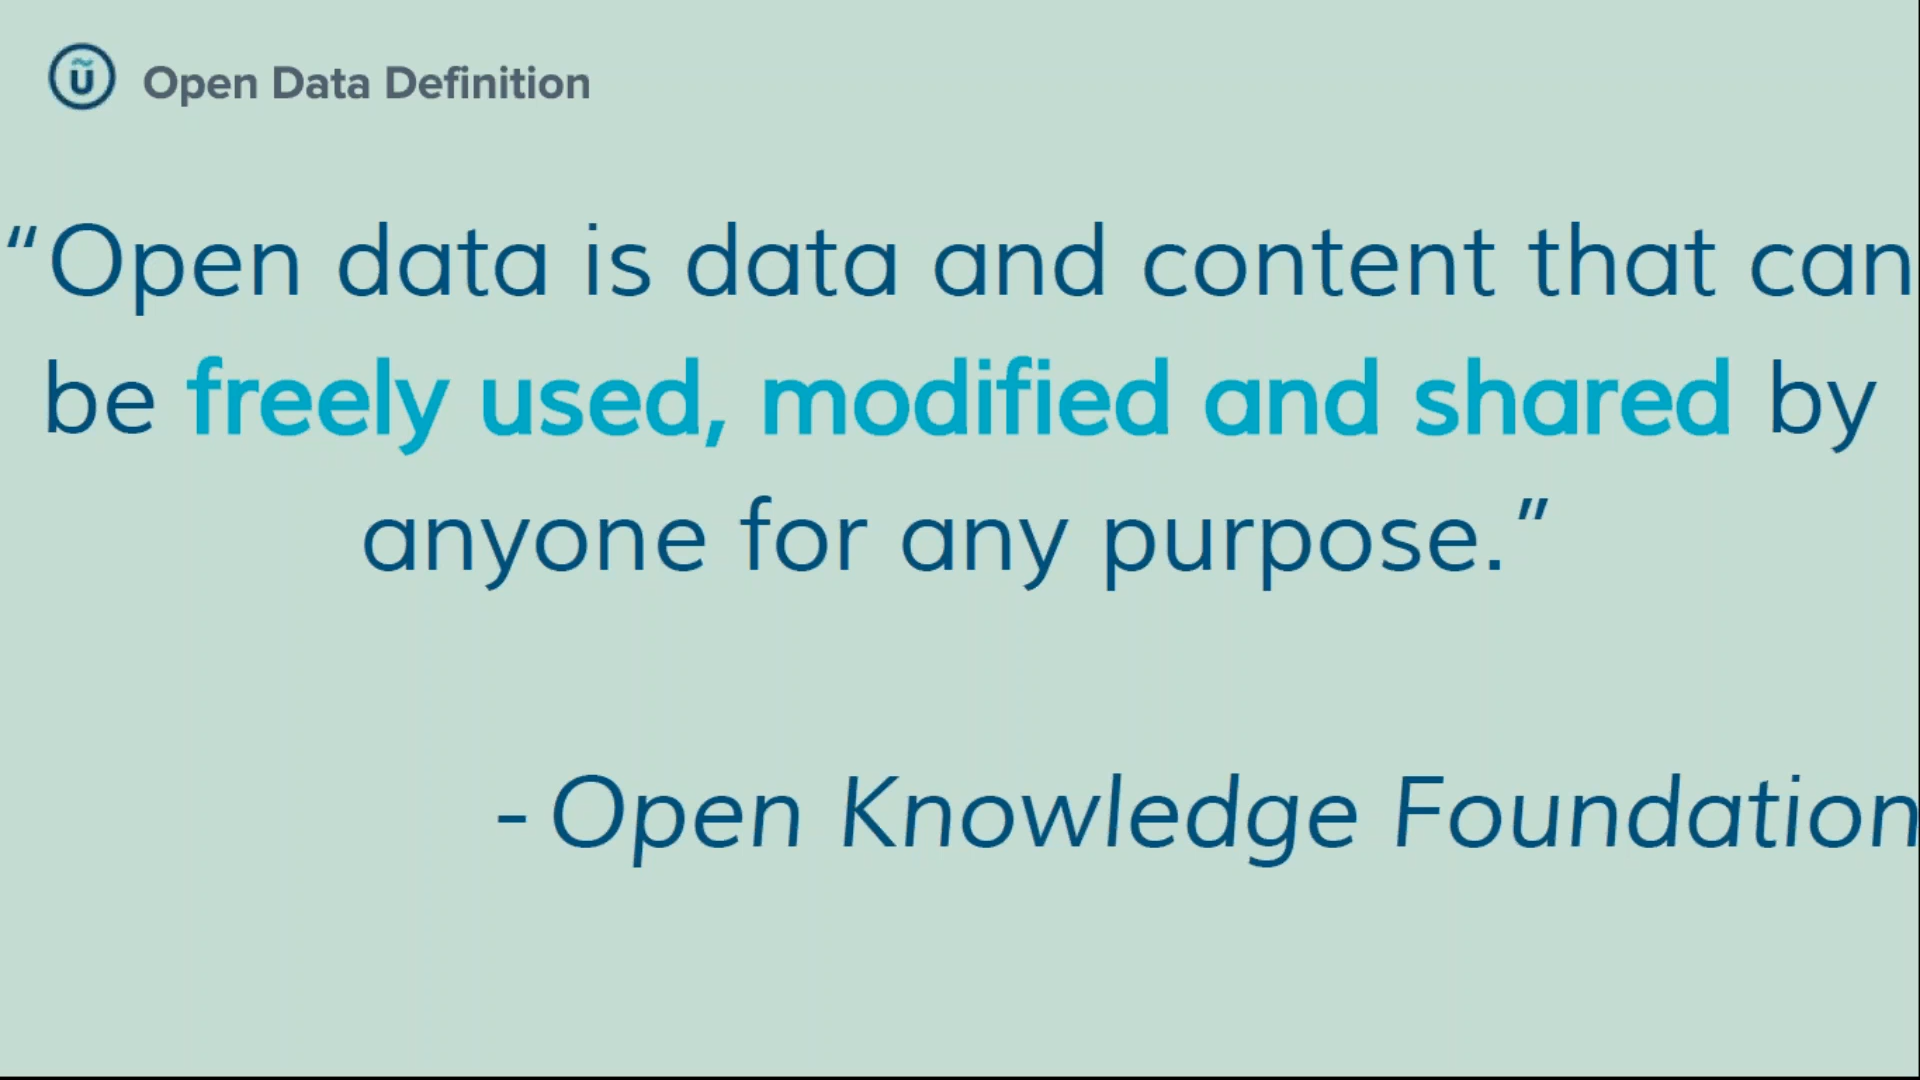 ũ Open Data Definition
“Open data is data and content that can
be freely used, modified and shared by
anyone for any purpose.”
- Open Knowledge Foundation